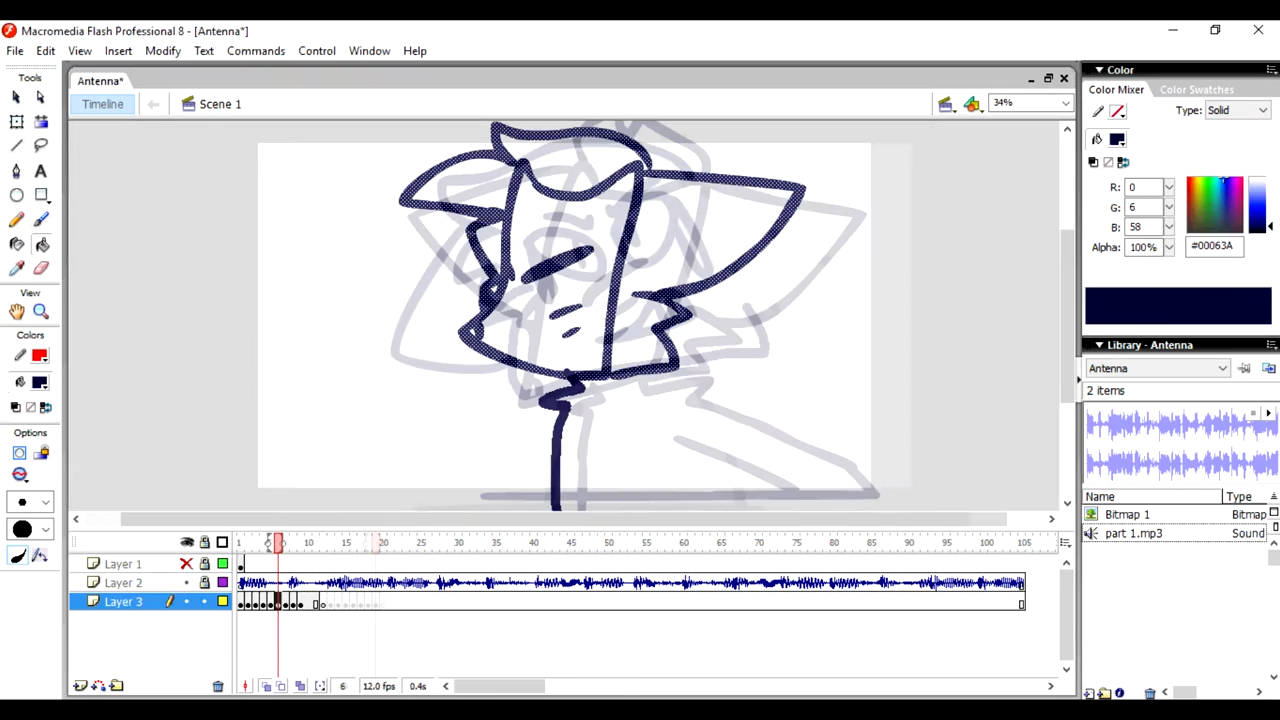 Macromedia Flash Professional 8 - [Antenna*]
File Edit View Insert Modify Text Commands Control Window Help
Tools
Antenna*
Timeline
Scene 1
34%
View
Colors
Options
Color
Color Mixer Color Swatches
Type: Solid
R: 0
G: 6
B: 58
Alpha: 100% #00063A
Library - Antenna
Antenna
2 items
Name Type
Bitmap 1 Bitmap
part 1.mp3 Sound
1 5 10 15 20 25 30 35 40 45 50 55 60 65 70 75 80 85 90 95 100 105
Layer 1
Layer 2
Layer 3
6 12.0 fps 0.4s